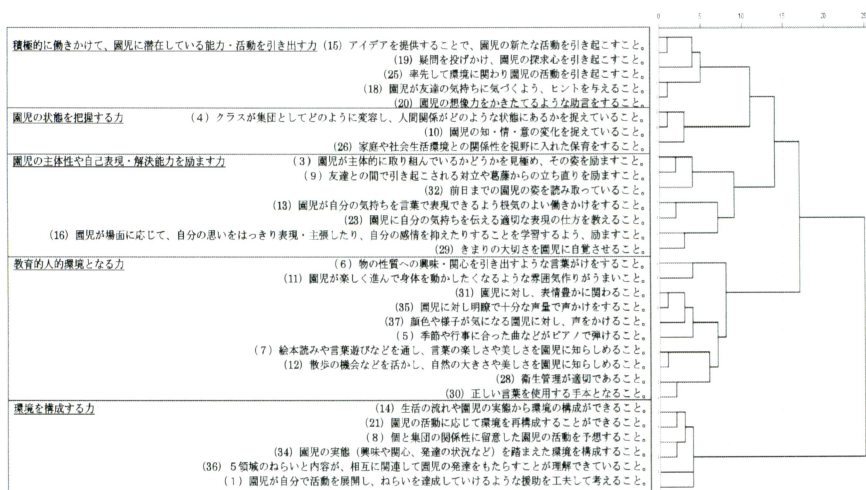 0 5 10 15 20 25
積極的に働きかけて、園児に潜在している能力・活動を引き出す力 (15) アイデアを提供することで、園児の新たな活動を引き起こすこと。
(19) 疑問を投げかけ、園児の探求心を引き起こすこと。
(25) 率先して環境に関わり園児の活動を引き起こすこと。
(18) 園児が友達の気持ちに気づくよう、ヒントを与えること。
(20) 園児の想像力をかきたてるような助言をすること。
園児の状態を把握する力 (4) クラスが集団としてどのように変容し、人間関係がどのような状態にあるかを捉えていること。
(10) 園児の知・情・意の変化を捉えていること。
(26) 家庭や社会生活環境との関係性を視野に入れた保育をすること。
園児の主体性や自己表現・解決能力を励ます力 (3) 園児が主体的に取り組んでいるかどうかを見極め、その姿を励ますこと。
(9) 友達との間で引き起こされる対立や葛藤からの立ち直りを励ますこと。
(32) 前日までの園児の姿を読み取っていること。
(13) 園児が自分の気持ちを言葉で表現できるよう根気のよい働きかけをすること。
(23) 園児に自分の気持ちを伝える適切な表現の仕方を教えること。
(16) 園児が場面に応じて、自分の思いをはっきり表現・主張したり、自分の感情を抑えたりすることを学習するよう、励ますこと。
(29) きまりの大切さを園児に自覚させること。
教育的人的環境となる力 (6) 物の性質への興味・関心を引き出すような言葉がけをすること。
(11) 園児が楽しく進んで身体を動かしたくなるような雰囲気作りがうまいこと。
(31) 園児に対し、表情豊かに関わること。
(35) 園児に対し明瞭で十分な声量で声かけをすること。
(37) 顔色や様子が気になる園児に対し、声をかけること。
(5) 季節や行事に合った曲などがピアノで弾けること。
(7) 絵本読みや言葉遊びなどを通し、言葉の楽しさや美しさを園児に知らしめること。
(12) 散歩の機会などを活かし、自然の大きさや美しさを園児に知らしめること。
(28) 衛生管理が適切であること。
(30) 正しい言葉を使用する手本となること。
環境を構成する力 (14) 生活の流れや園児の実態から環境の構成ができること。
(21) 園児の活動に応じて環境を再構成することができること。
(8) 個と集団の関係性に留意した園児の活動を予想すること。
(34) 園児の実態（興味や関心、発達の状況など）を踏まえた環境を構成すること。
(36) 5領域のねらいと内容が、相互に関連して園児の発達をもたらすことが理解できていること。
(1) 園児が自分で活動を展開し、ねらいを達成していけるような援助を工夫して考えること。